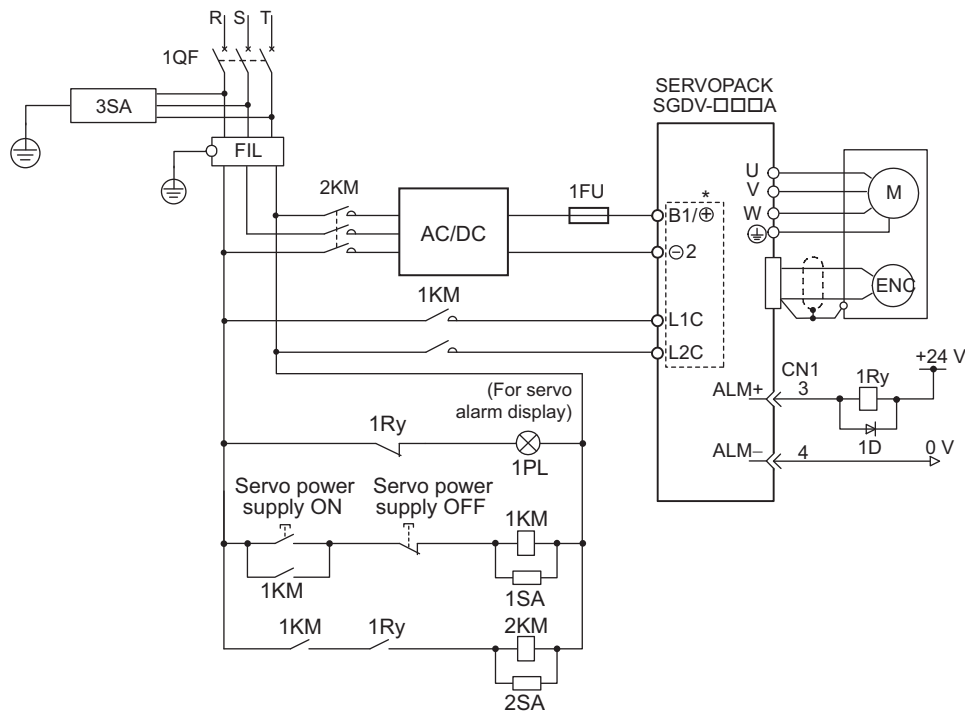 R S T
1QF
3SA
FIL
SERVOPACK
SGDV-□□□A
2KM
AC/DC
1FU
*
B1/⊕
⊖2
U
V
W
M
ENC
1KM
L1C
L2C
CN1
+24 V
ALM+ 3
1Ry
1D
ALM− 4
0 V
(For servo
alarm display)
1Ry
1PL
Servo power
supply ON
Servo power
supply OFF
1KM
1KM
1SA
1KM
1Ry
2KM
2SA